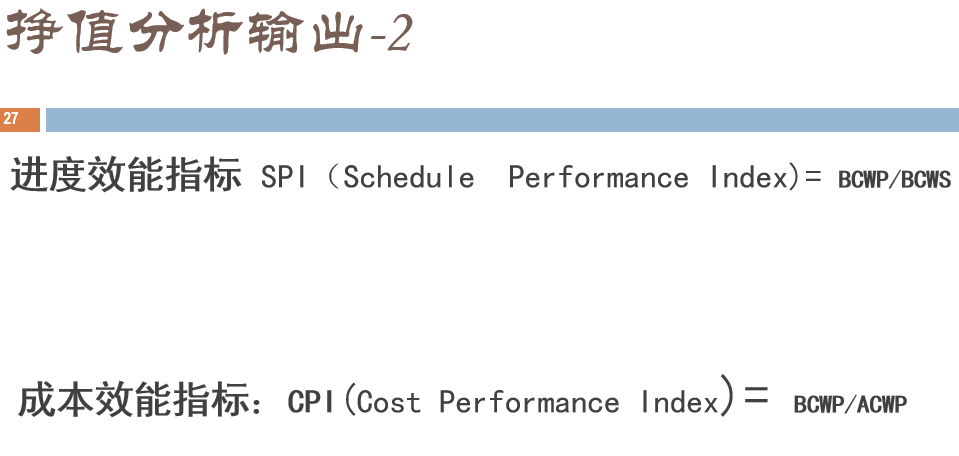 挣值分析输出-2
27
进度效能指标 SPI（Schedule Performance Index)= BCWP/BCWS
成本效能指标：CPI(Cost Performance Index)= BCWP/ACWP